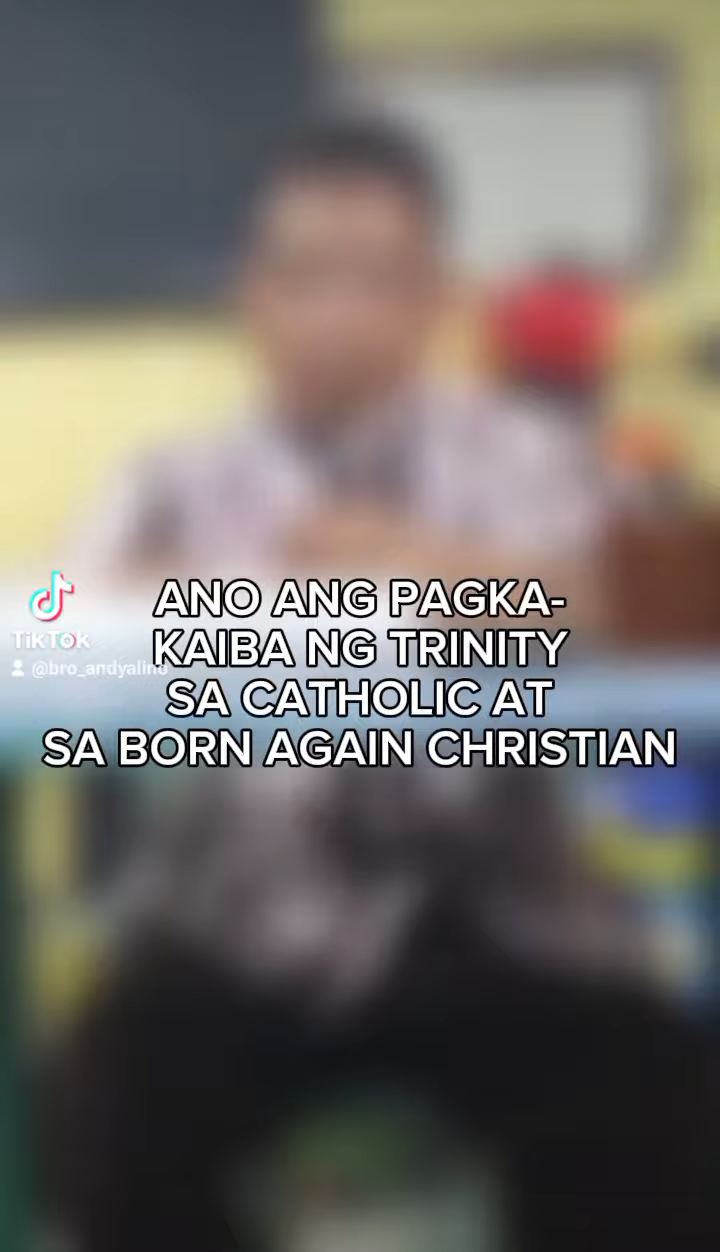 ANO ANG PAGKA-
KAIBA NG TRINITY
SA CATHOLIC AT
SA BORN AGAIN CHRISTIAN
TikTok
@bro_andyalino